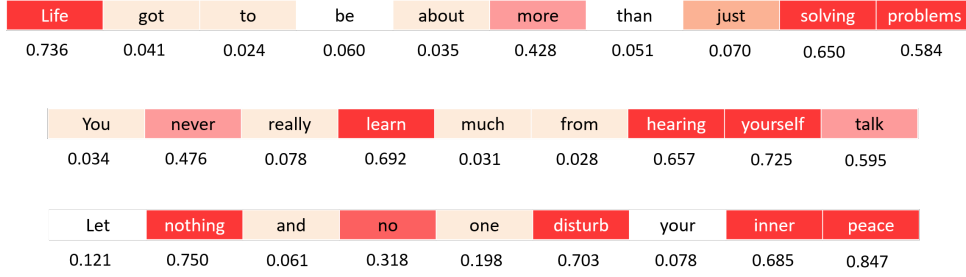 Life got to be about more than just solving problems
0.736 0.041 0.024 0.060 0.035 0.428 0.051 0.070 0.650 0.584
You never really learn much from hearing yourself talk
0.034 0.476 0.078 0.692 0.031 0.028 0.657 0.725 0.595
Let nothing and no one disturb your inner peace
0.121 0.750 0.061 0.318 0.198 0.703 0.078 0.685 0.847